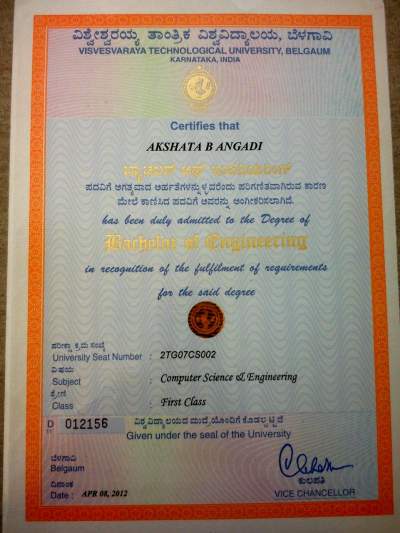 ವಿಶ್ವೇಶ್ವರಯ್ಯ ತಾಂತ್ರಿಕ ವಿಶ್ವವಿದ್ಯಾಲಯ, ಬೆಳಗಾವಿ
VISVESVARAYA TECHNOLOGICAL UNIVERSITY, BELGAUM
KARNATAKA, INDIA
Certifies that
AKSHATA B ANGADI
ಬ್ಯಾಚಲರ್ ಆಫ್ ಇಂಜಿನಿಯರಿಂಗ್
ಪದವಿಗೆ ಅಗತ್ಯವಾದ ಅರ್ಹತೆಗಳನ್ನುಳ್ಳವರೆಂದು ಪರಿಗಣಿತವಾಗಿರುವ ಕಾರಣ
ಮೇಲೆ ಕಾಣಿಸಿದ ಪದವಿಗೆ ಅವರನ್ನು ಅಂಗೀಕರಿಸಲಾಗಿದೆ.
has been duly admitted to the Degree of
Bachelor of Engineering
in recognition of the fulfilment of requirements
for the said degree
ಪರೀಕ್ಷಾ ಕ್ರಮ ಸಂಖ್ಯೆ
University Seat Number : 2TG07CS002
ವಿಷಯ
Subject : Computer Science & Engineering
ಶ್ರೇಣಿ
Class : First Class
012156
ವಿಶ್ವವಿದ್ಯಾಲಯದ ಮುದ್ರೆಯೊಂದಿಗೆ ಕೊಡಲ್ಪಟ್ಟಿದೆ
Given under the seal of the University
ಬೆಳಗಾವಿ
Belgaum
ದಿನಾಂಕ
Date : APR 08, 2012
ಕುಲಪತಿ
VICE CHANCELLOR